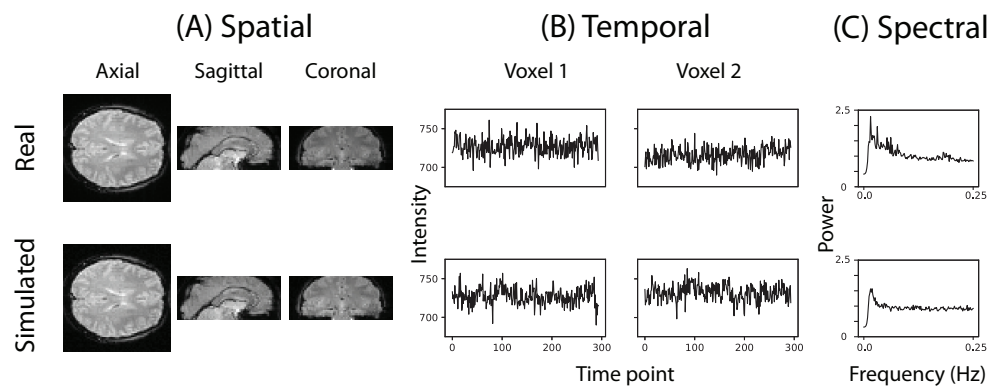 (A) Spatial
(B) Temporal
(C) Spectral
Axial
Sagittal
Coronal
Voxel 1
Voxel 2
Real
Simulated
Intensity
750
700
750
700
0
100
200
300
0
100
200
300
Time point
Power
2.5
0
0.0
0.25
2.5
0
0.0
0.25
Frequency (Hz)